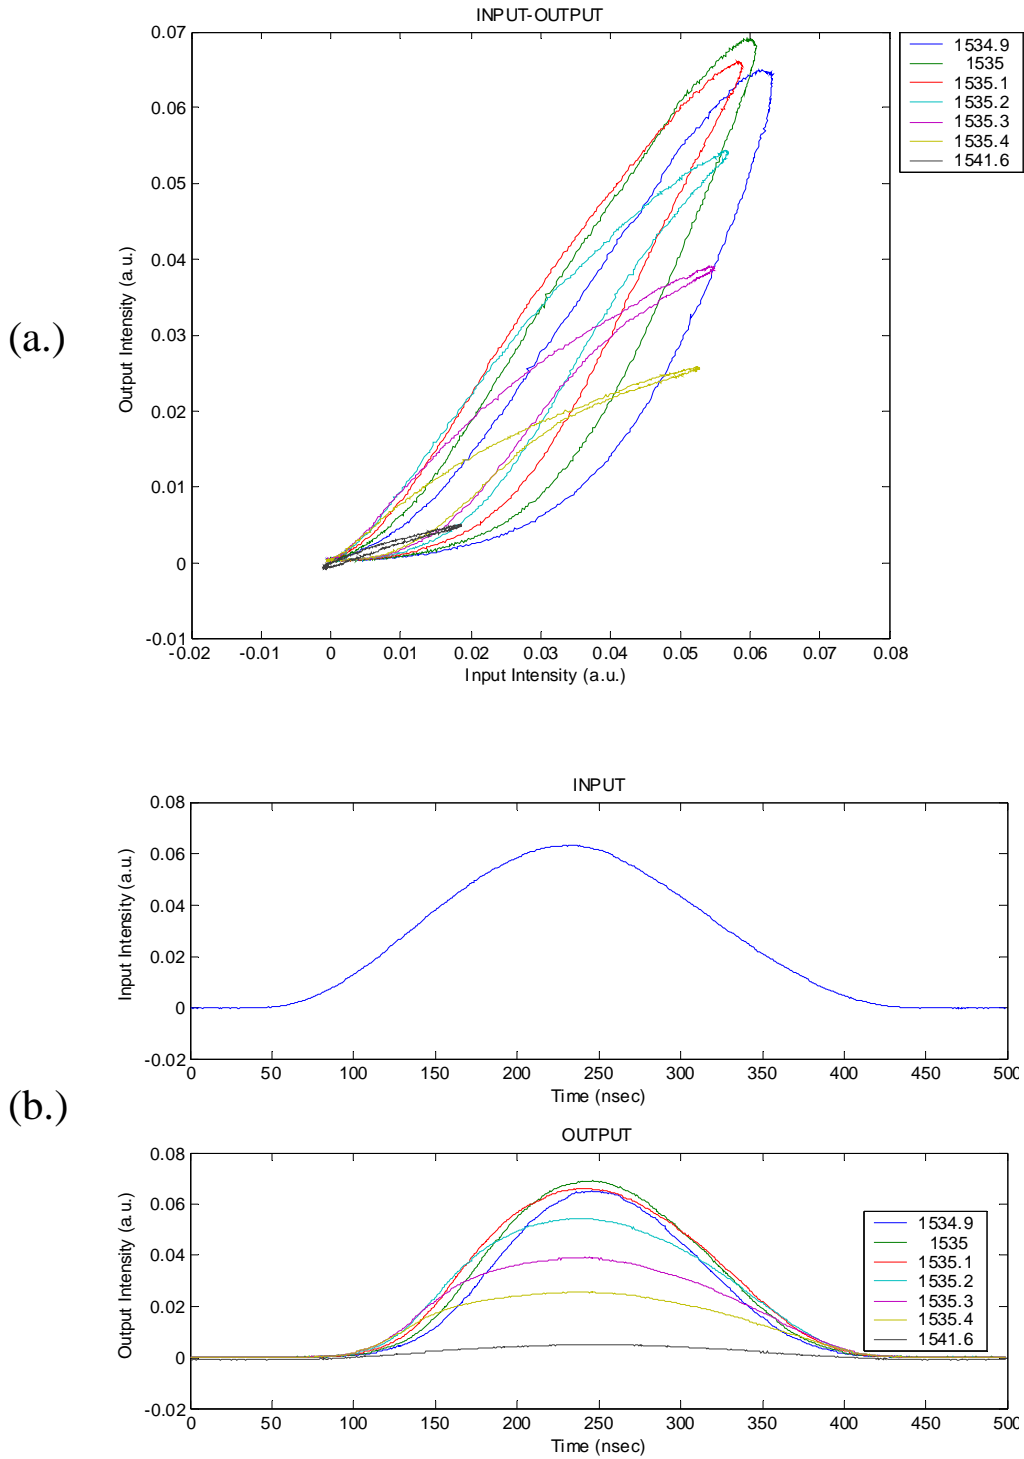 INPUT-OUTPUT
0.07
0.06
0.05
0.04
0.03
0.02
0.01
0
-0.01
Output Intensity (a.u.)
-0.02 -0.01 0 0.01 0.02 0.03 0.04 0.05 0.06 0.07 0.08
Input Intensity (a.u.)
1534.9
1535
1535.1
1535.2
1535.3
1535.4
1541.6
(a.)
INPUT
0.08
0.06
0.04
0.02
0
-0.02
Input Intensity (a.u.)
0 50 100 150 200 250 300 350 400 450 500
Time (nsec)
(b.)
OUTPUT
0.08
0.06
0.04
0.02
0
-0.02
Output Intensity (a.u.)
0 50 100 150 200 250 300 350 400 450 500
Time (nsec)
1534.9
1535
1535.1
1535.2
1535.3
1535.4
1541.6